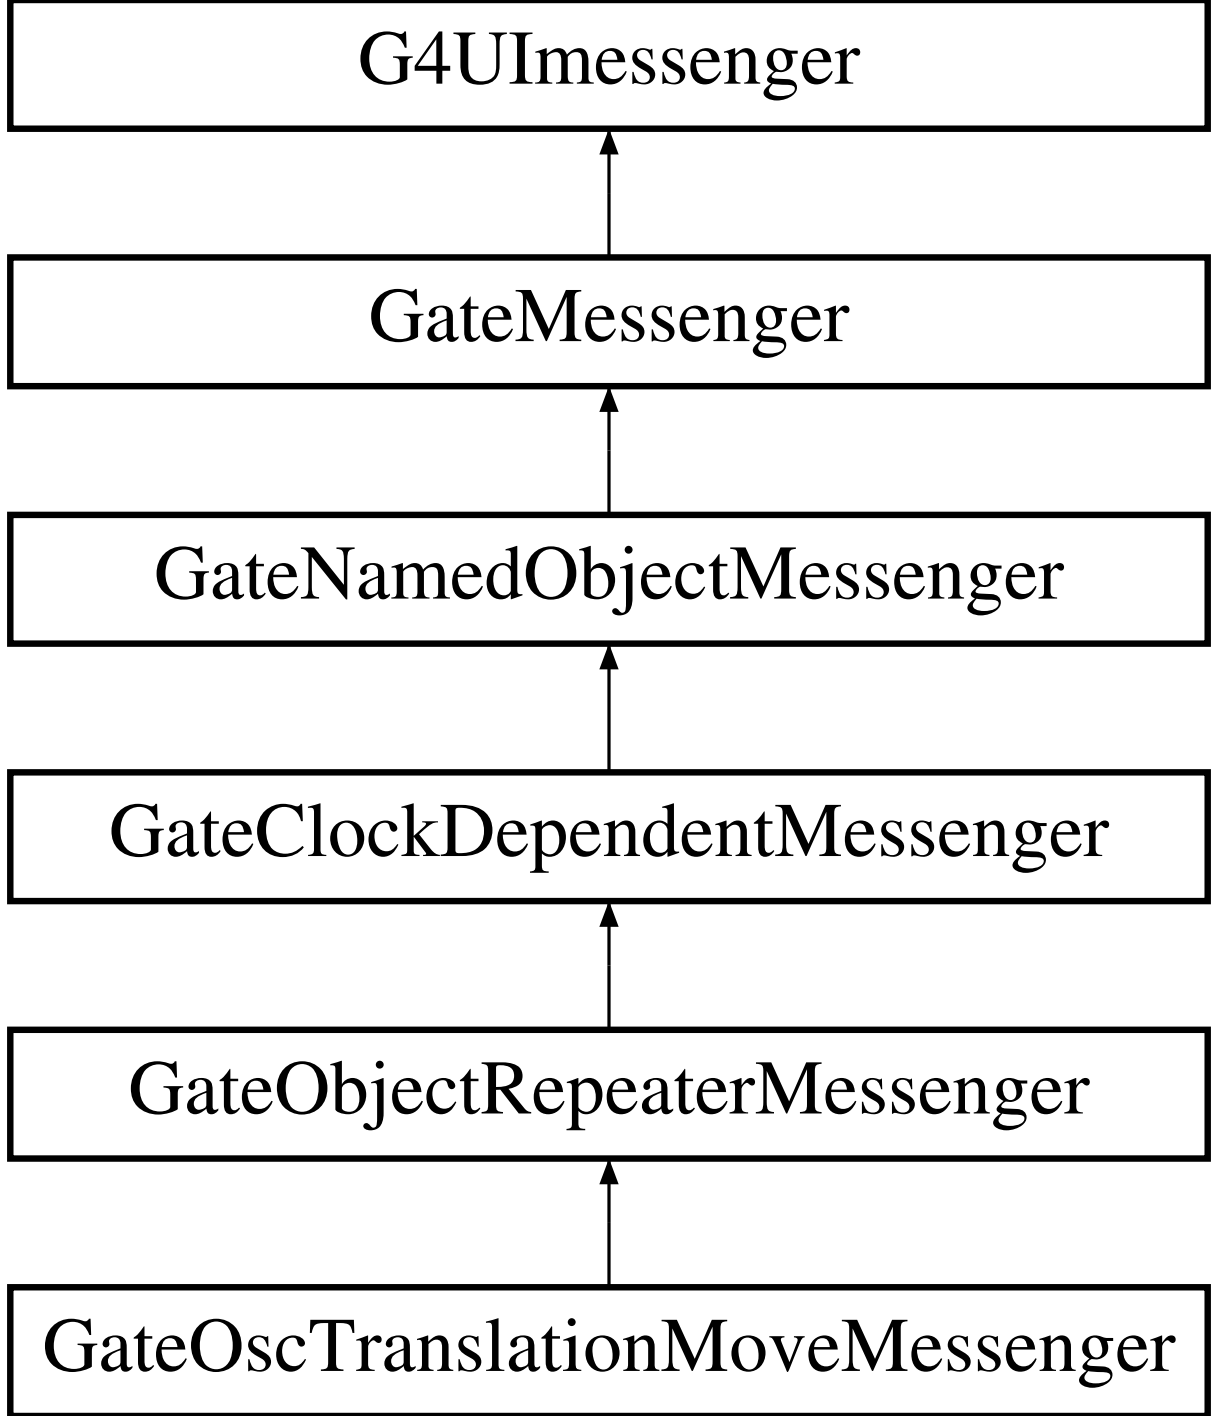 G4UImessenger
GateMessenger
GateNamedObjectMessenger
GateClockDependentMessenger
GateObjectRepeaterMessenger
GateOscTranslationMoveMessenger